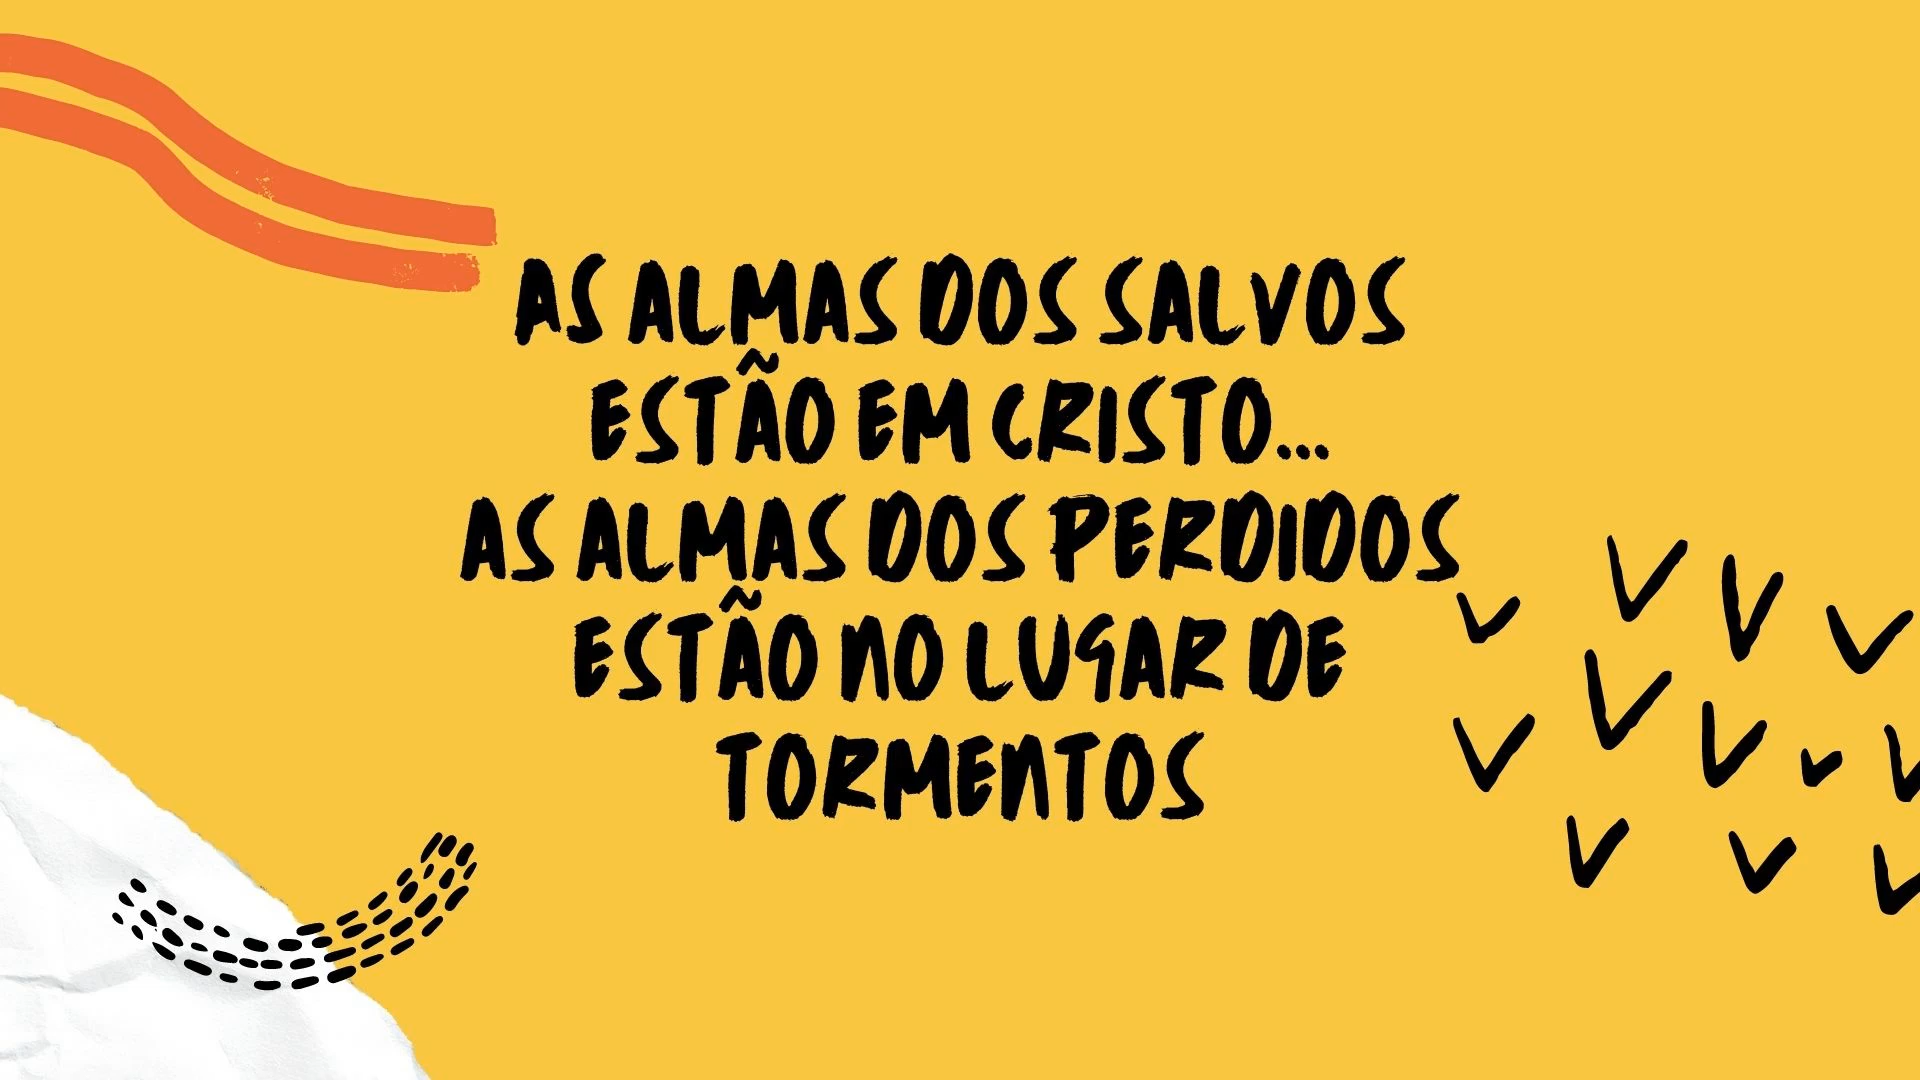 AS ALMAS DOS SALVOS
ESTÃO EM CRISTO...
AS ALMAS DOS PERDIDOS
ESTÃO NO LUGAR DE
TORMENTOS